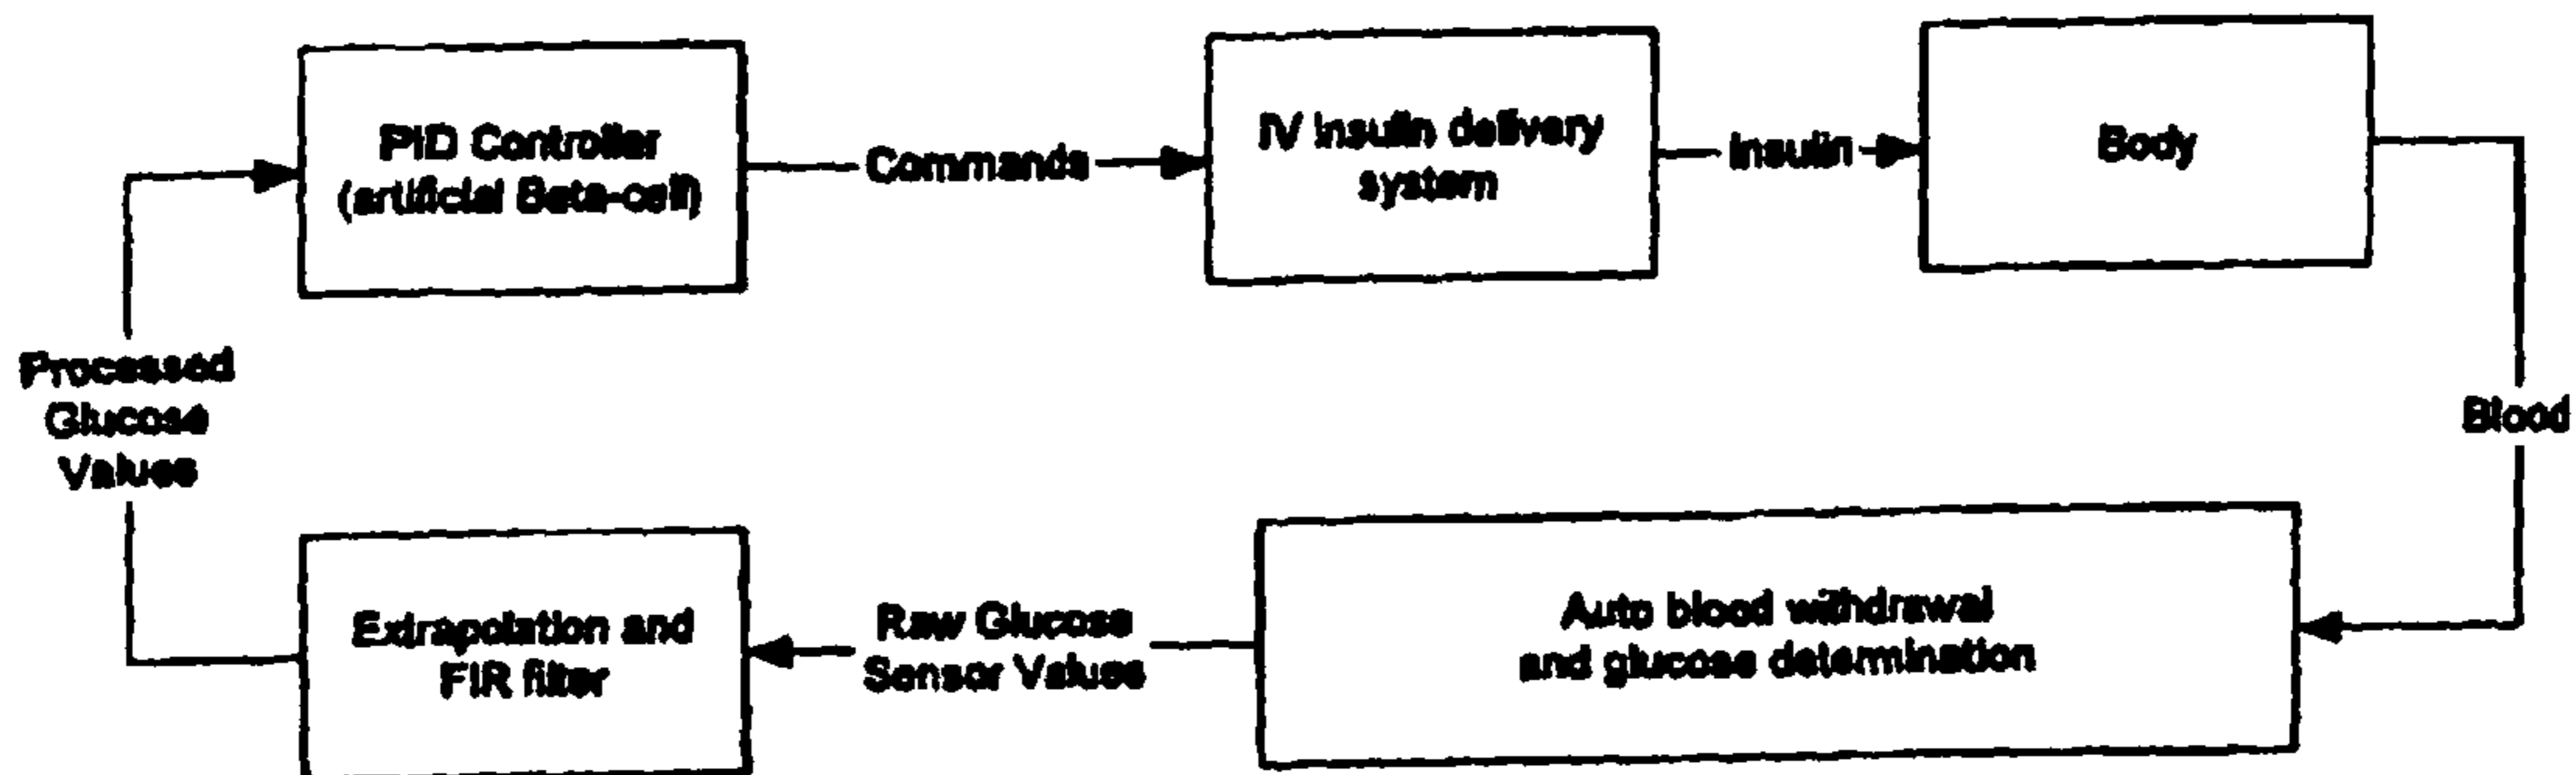 PID Controller
(artificial Beta-cell)
Commands
IV insulin delivery
system
Insulin
Body
Processed
Glucose
Values
Blood
Extrapolation and
FIR filter
Raw Glucose
Sensor Values
Auto blood withdrawal
and glucose determination